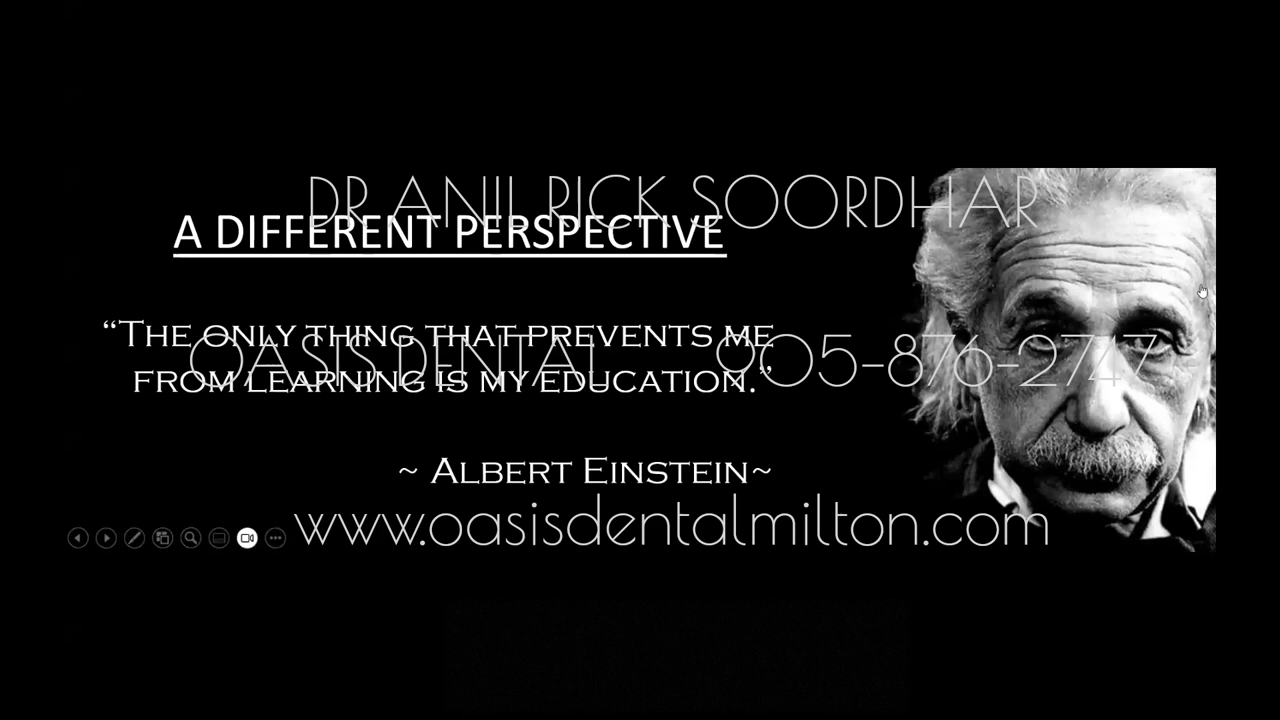 DR ANIL RICK SOORDHAR
A DIFFERENT PERSPECTIVE
“THE ONLY THING THAT PREVENTS ME
FROM LEARNING IS MY EDUCATION.”
OASIS DENTAL 905-876-2747
~ ALBERT EINSTEIN~
www.oasisdentalmilton.com